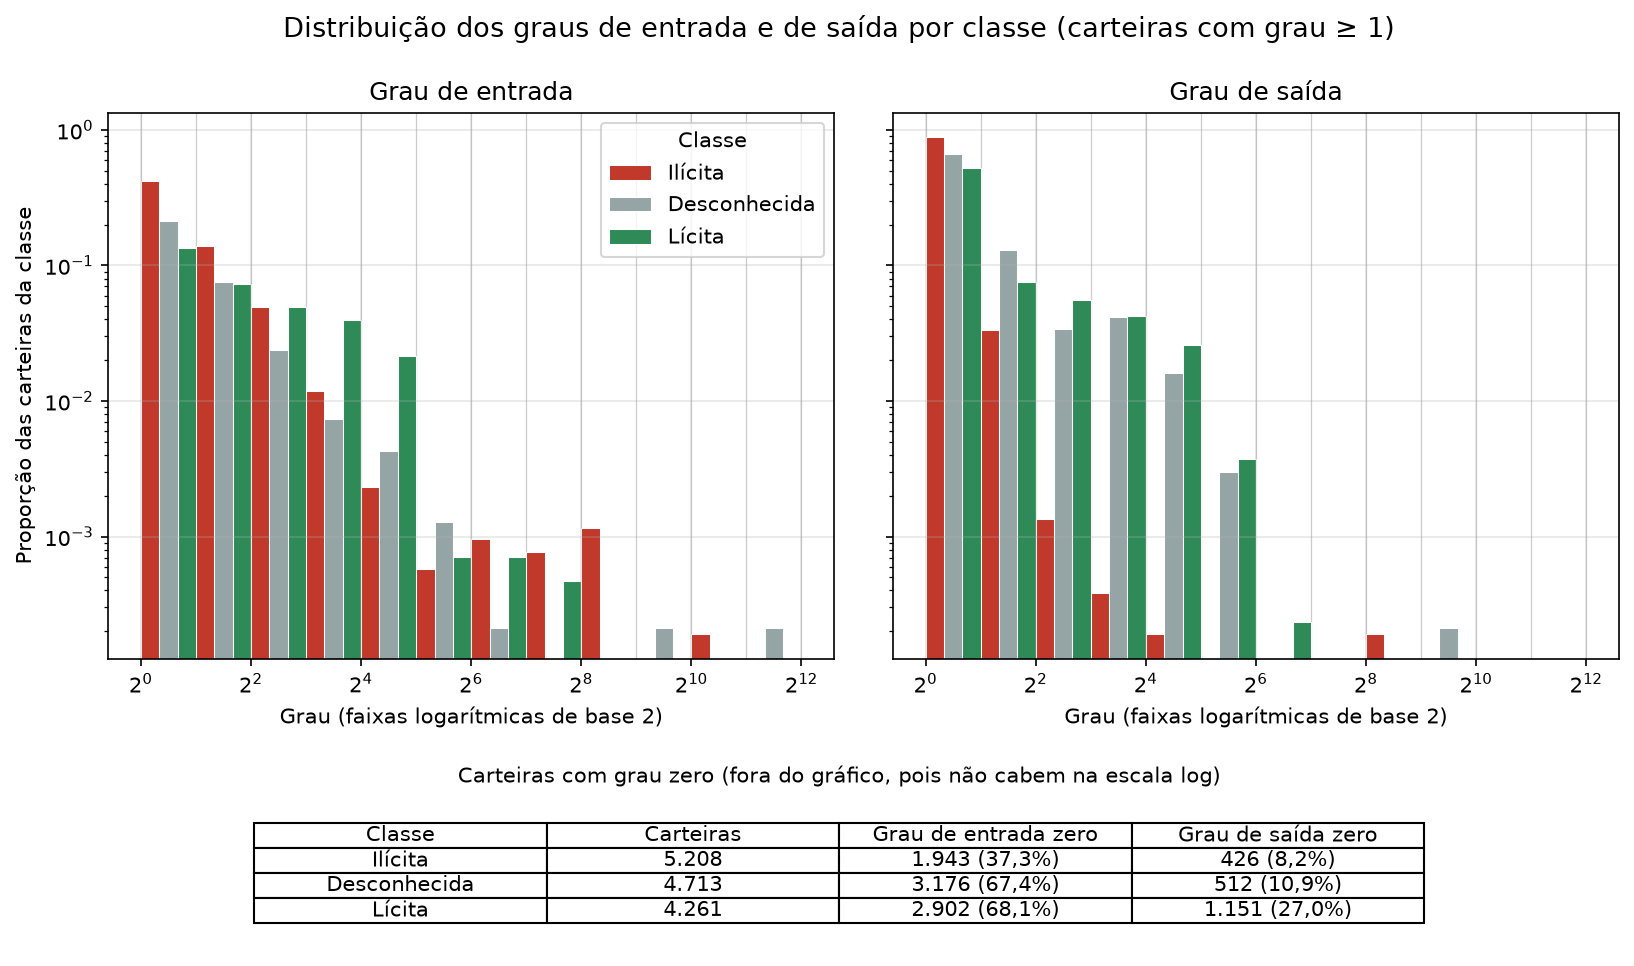 Distribuição dos graus de entrada e de saída por classe (carteiras com grau ≥ 1)
Grau de entrada
Grau de saída
Classe
Ilícita
Desconhecida
Lícita
Proporção das carteiras da classe
10⁰
10⁻¹
10⁻²
10⁻³
2⁰ 2² 2⁴ 2⁶ 2⁸ 2¹⁰ 2¹²
Grau (faixas logarítmicas de base 2)
2⁰ 2² 2⁴ 2⁶ 2⁸ 2¹⁰ 2¹²
Grau (faixas logarítmicas de base 2)
Carteiras com grau zero (fora do gráfico, pois não cabem na escala log)
Classe Carteiras Grau de entrada zero Grau de saída zero
Ilícita 5.208 1.943 (37,3%) 426 (8,2%)
Desconhecida 4.713 3.176 (67,4%) 512 (10,9%)
Lícita 4.261 2.902 (68,1%) 1.151 (27,0%)